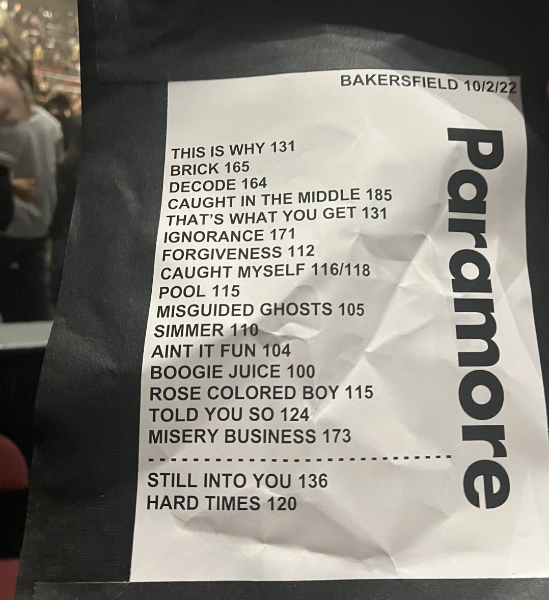 BAKERSFIELD 10/2/22
Paramore
THIS IS WHY 131
BRICK 165
DECODE 164
CAUGHT IN THE MIDDLE 185
THAT'S WHAT YOU GET 131
IGNORANCE 171
FORGIVENESS 112
CAUGHT MYSELF 116/118
POOL 115
MISGUIDED GHOSTS 105
SIMMER 110
AINT IT FUN 104
BOOGIE JUICE 100
ROSE COLORED BOY 115
TOLD YOU SO 124
MISERY BUSINESS 173
STILL INTO YOU 136
HARD TIMES 120